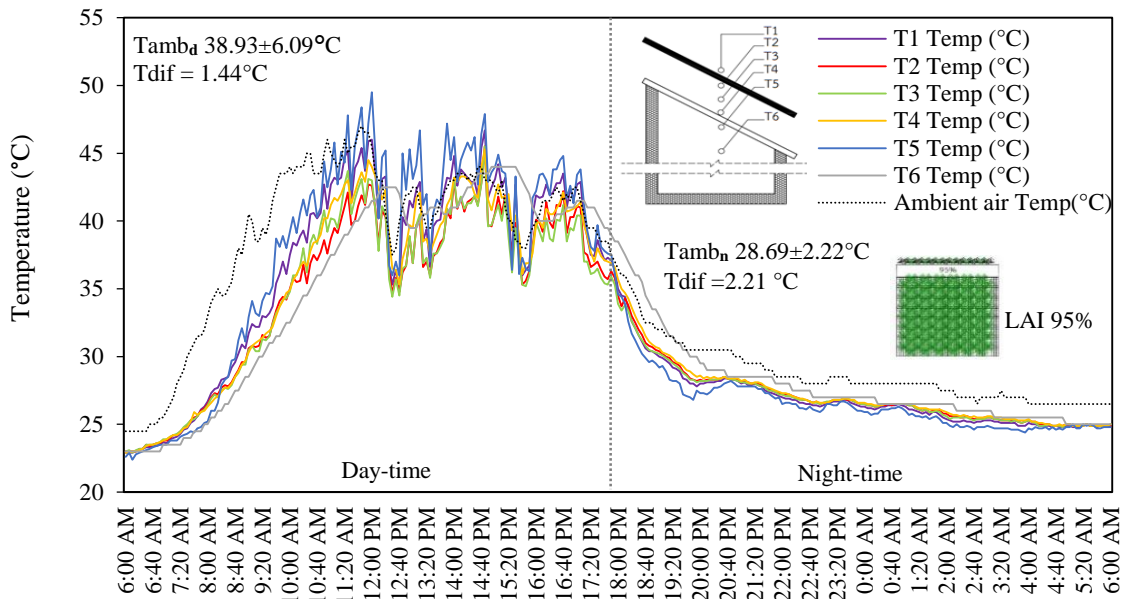 55
50
45
40
35
30
25
20
Temperature (°C)
Tamb_d 38.93±6.09°C
Tdif = 1.44°C
T1
T2
T3
T4
T5
T6
T1 Temp (°C)
T2 Temp (°C)
T3 Temp (°C)
T4 Temp (°C)
T5 Temp (°C)
T6 Temp (°C)
Ambient air Temp(°C)
Tamb_n 28.69±2.22°C
Tdif =2.21 °C
95%
LAI 95%
Day-time
Night-time
6:00 AM
6:40 AM
7:20 AM
8:00 AM
8:40 AM
9:20 AM
10:00 AM
10:40 AM
11:20 AM
12:00 PM
12:40 PM
13:20 PM
14:00 PM
14:40 PM
15:20 PM
16:00 PM
16:40 PM
17:20 PM
18:00 PM
18:40 PM
19:20 PM
20:00 PM
20:40 PM
21:20 PM
22:00 PM
22:40 PM
23:20 PM
0:00 AM
0:40 AM
1:20 AM
2:00 AM
2:40 AM
3:20 AM
4:00 AM
4:40 AM
5:20 AM
6:00 AM